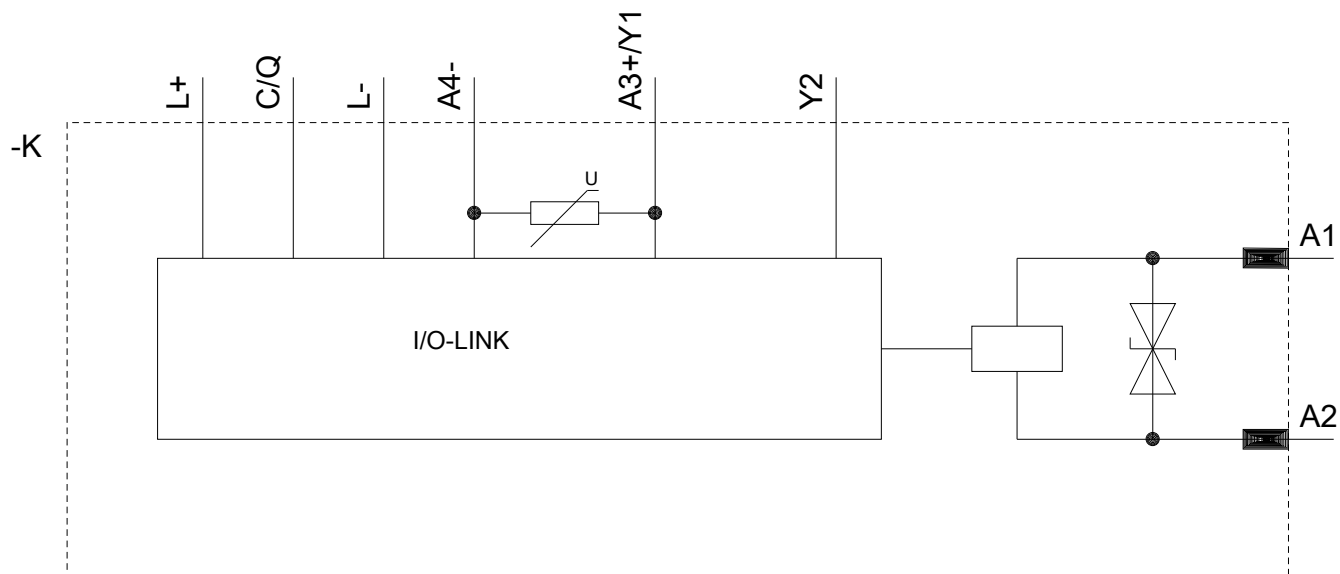 L+
C/Q
L-
A4-
A3+/Y1
Y2
-K
U
A1
I/O-LINK
A2